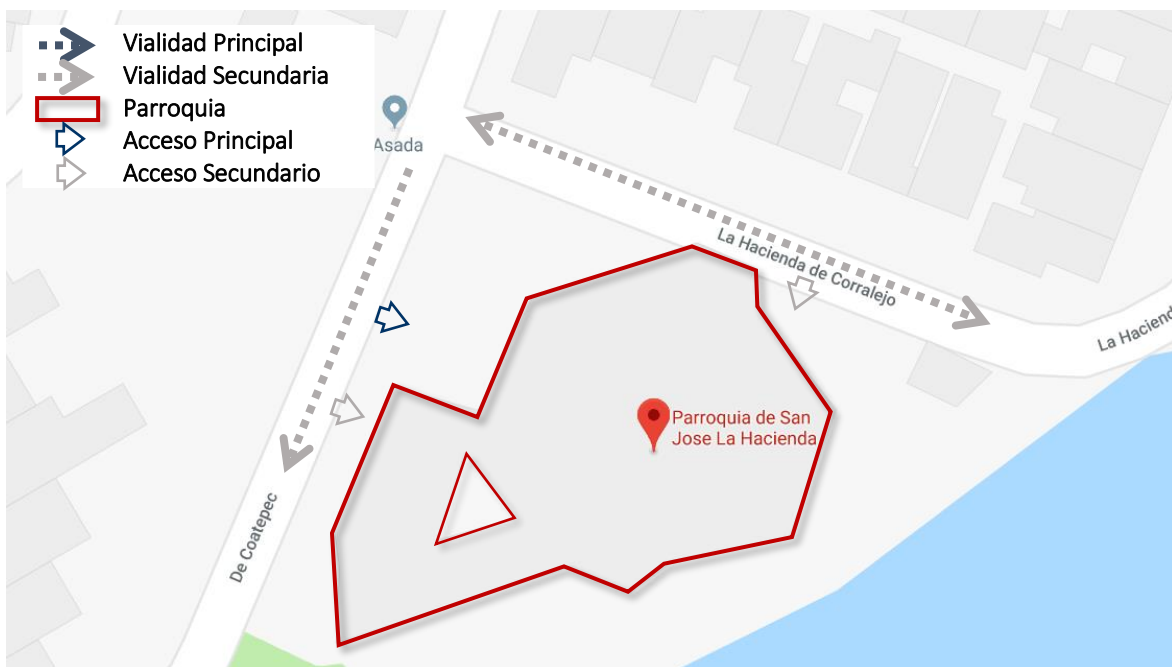 Vialidad Principal
Vialidad Secundaria
Parroquia
Acceso Principal
Acceso Secundario
Asada
La Hacienda de Corralejo
La Haciend
Parroquia de San
Jose La Hacienda
De Coatepec